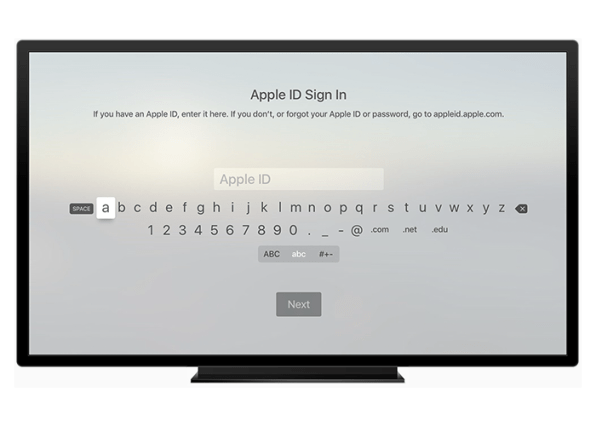 Apple ID Sign In
If you have an Apple ID, enter it here. If you don't, or forgot your Apple ID or password, go to appleid.apple.com.
Apple ID
SPACE a b c d e f g h i j k l m n o p q r s t u v w x y z
1 2 3 4 5 6 7 8 9 0 . _ - @ .com .net .edu
ABC abc #+-
Next